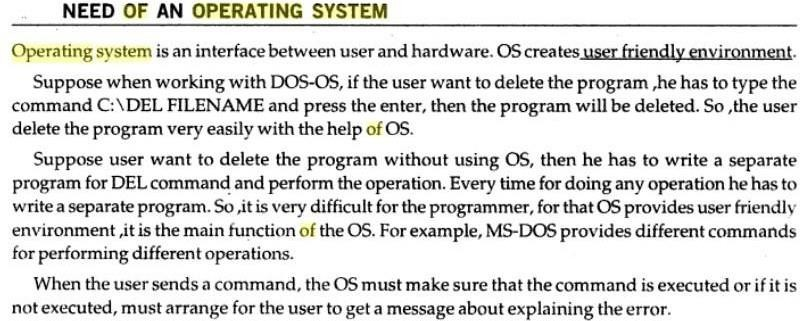 NEED OF AN OPERATING SYSTEM
Operating system is an interface between user and hardware. OS creates user friendly environment.
Suppose when working with DOS-OS, if the user want to delete the program ,he has to type the
command C:\DEL FILENAME and press the enter, then the program will be deleted. So ,the user
delete the program very easily with the help of OS.
Suppose user want to delete the program without using OS, then he has to write a separate
program for DEL command and perform the operation. Every time for doing any operation he has to
write a separate program. So ,it is very difficult for the programmer, for that OS provides user friendly
environment ,it is the main function of the OS. For example, MS-DOS provides different commands
for performing different operations.
When the user sends a command, the OS must make sure that the command is executed or if it is
not executed, must arrange for the user to get a message about explaining the error.